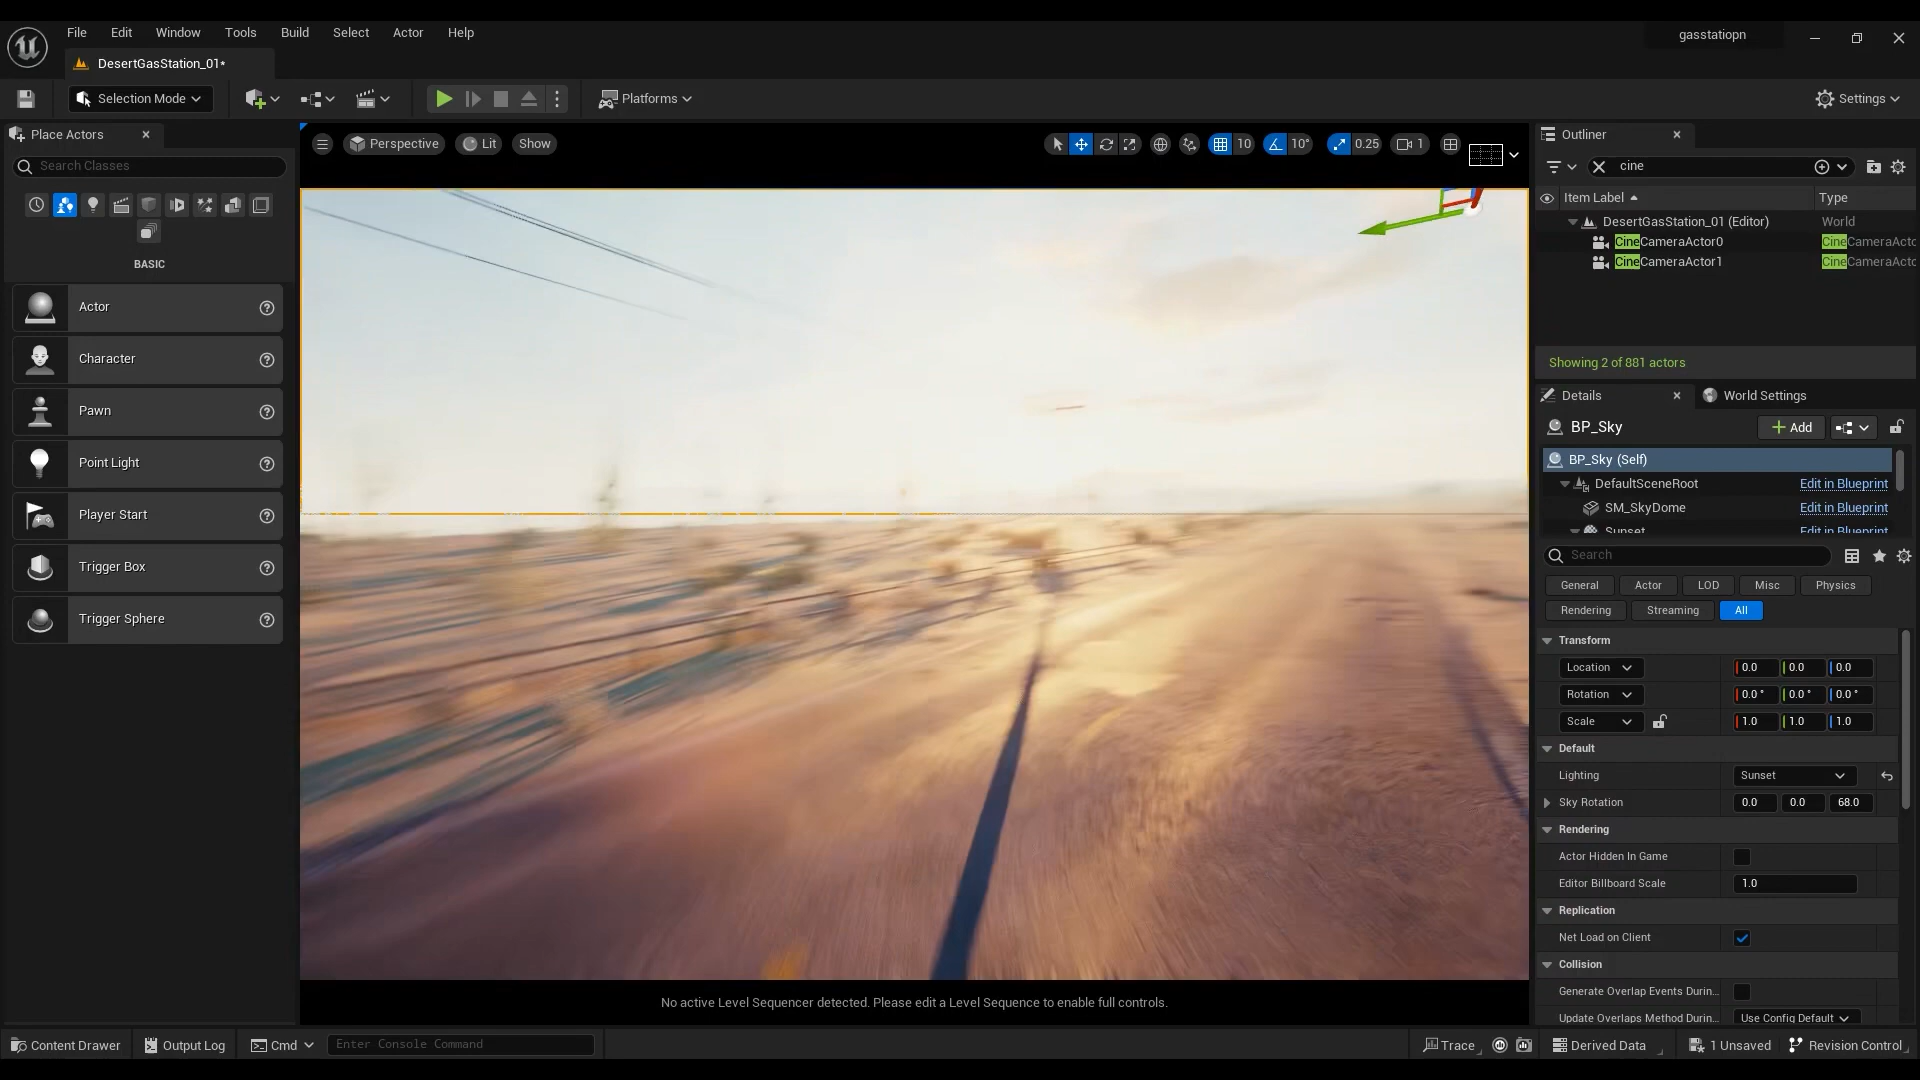 File Edit Window Tools Build Select Actor Help
gasstatiopn
DesertGasStation_01*
Selection Mode
Platforms
Settings
Place Actors
Search Classes
BASIC
Actor
Character
Pawn
Point Light
Player Start
Trigger Box
Trigger Sphere
Perspective Lit Show
10 10° 0.25 1
No active Level Sequencer detected. Please edit a Level Sequence to enable full controls.
Outliner
cine
Item Label Type
DesertGasStation_01 (Editor) World
CineCameraActor0 CineCameraActo
CineCameraActor1 CineCameraActo
Showing 2 of 881 actors
Details World Settings
BP_Sky Add
BP_Sky (Self)
DefaultSceneRoot Edit in Blueprint
SM_SkyDome Edit in Blueprint
Sunset Edit in Blueprint
Search
General Actor LOD Misc Physics
Rendering Streaming All
Transform
Location 0.0 0.0 0.0
Rotation 0.0 ° 0.0 ° 0.0 °
Scale 1.0 1.0 1.0
Default
Lighting Sunset
Sky Rotation 0.0 0.0 68.0
Rendering
Actor Hidden In Game
Editor Billboard Scale 1.0
Replication
Net Load on Client
Collision
Generate Overlap Events Durin...
Update Overlaps Method Durin... Use Config Default
Content Drawer Output Log Cmd Enter Console Command Trace Derived Data 1 Unsaved Revision Control